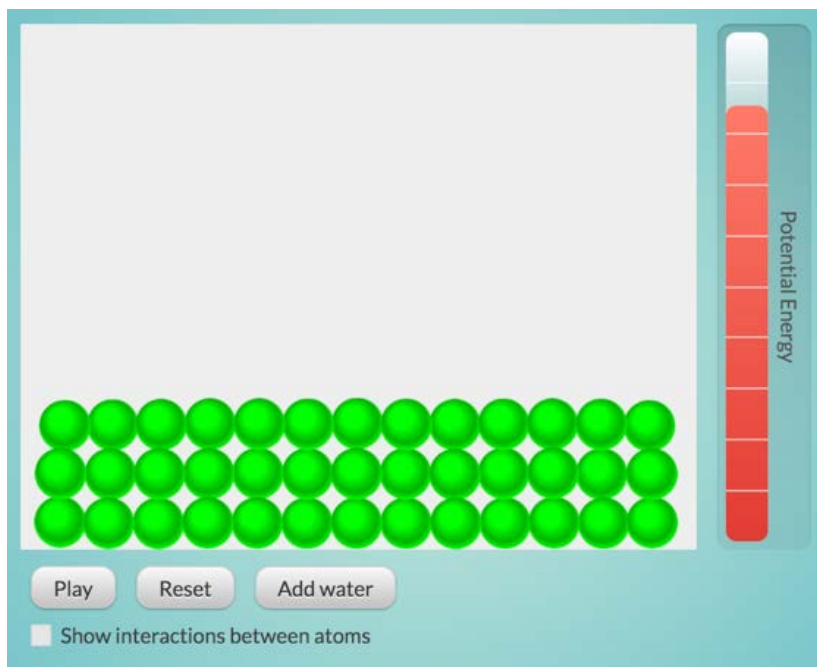 Potential Energy
Play
Reset
Add water
Show interactions between atoms